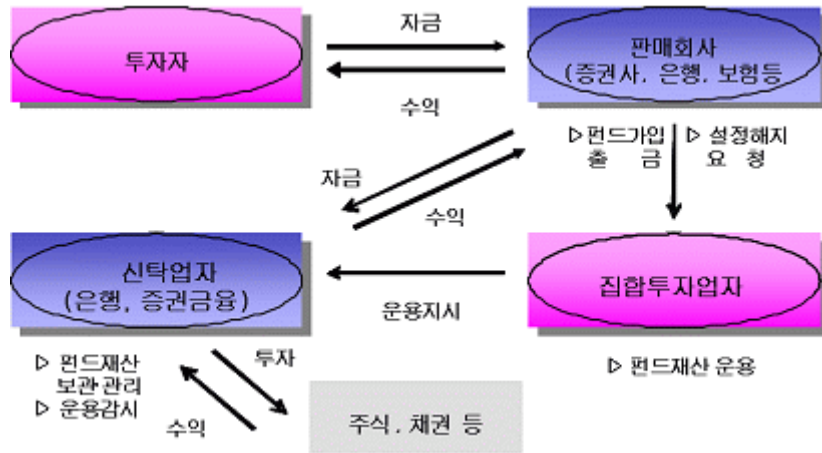 자금
투자자
판매회사
(증권사, 은행, 보험등
수익
▷펀드가입 ▷ 설정해지
출 금 요 청
자금
수익
신탁업자
(은행, 증권금융)
운용지시
집합투자업자
▷ 펀드재산
보관·관리
▷ 운용감시
투자
수익
▷ 펀드재산 운용
주식, 채권 등